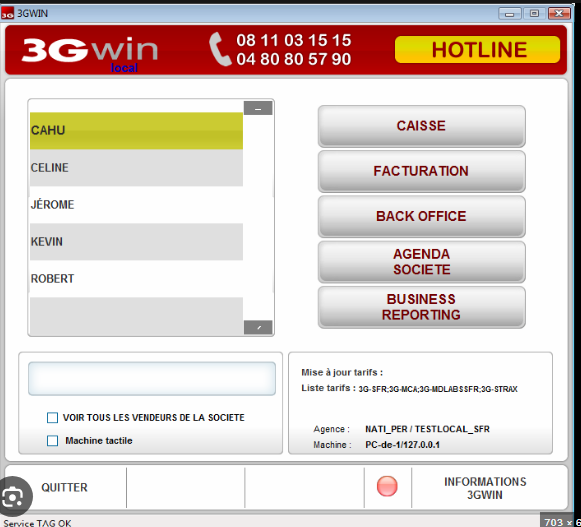 3GWIN
3Gwin
local
08 11 03 15 15
04 80 80 57 90
HOTLINE
CAHU
CELINE
JÉROME
KEVIN
ROBERT
CAISSE
FACTURATION
BACK OFFICE
AGENDA
SOCIETE
BUSINESS
REPORTING
VOIR TOUS LES VENDEURS DE LA SOCIETE
Machine tactile
Mise à jour tarifs :
Liste tarifs : 3G-SFR;3G-MCA;3G-MDLABSSFR;3G-STRAX
Agence : NATI_PER / TESTLOCAL_SFR
Machine : PC-de-1/127.0.0.1
QUITTER
INFORMATIONS
3GWIN
Service TAG OK
703 ×